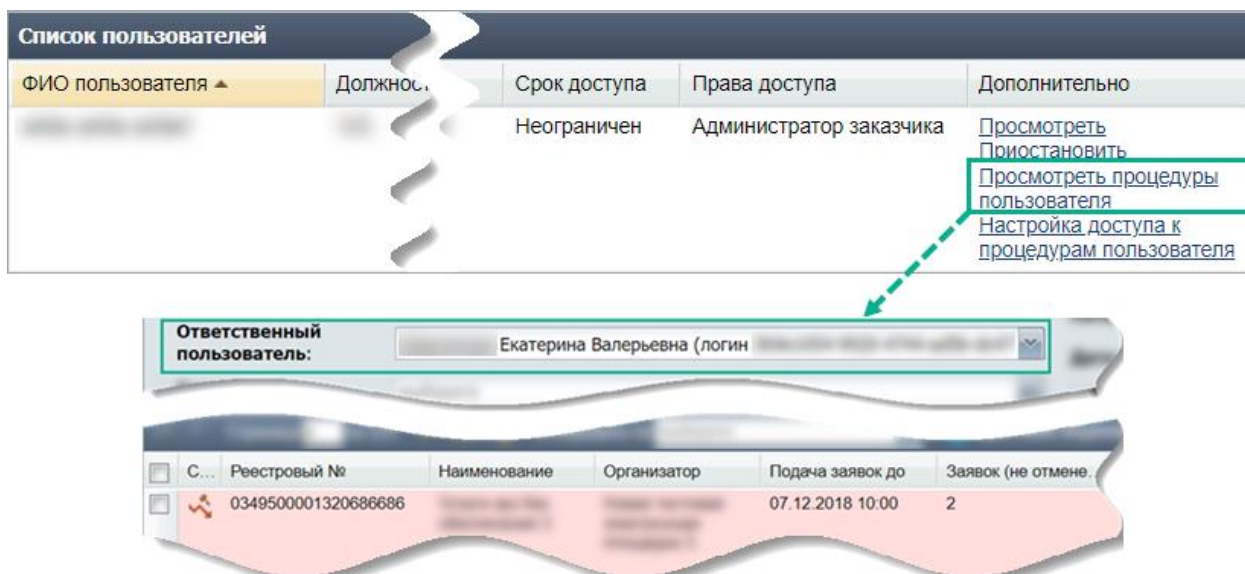 Список пользователей
ФИО пользователя Должнос Срок доступа Права доступа Дополнительно
Неограничен Администратор заказчика Просмотреть
Приостановить
Просмотреть процедуры
пользователя
Настройка доступа к
процедурам пользователя
Ответственный
пользователь:
Екатерина Валерьевна (логин
С... Реестровый № Наименование Организатор Подача заявок до Заявок (не отмене...
0349500001320686686 07.12.2018 10:00 2